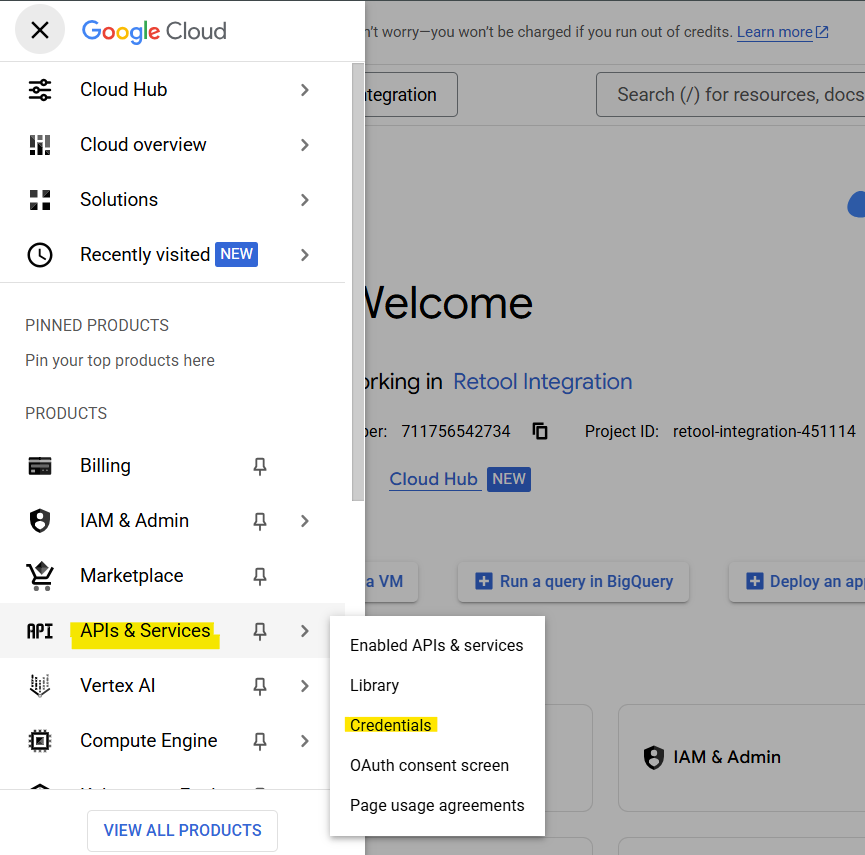 Google Cloud
n't worry—you won't be charged if you run out of credits. Learn more
Cloud Hub
ntegration
Search (/) for resources, docs
Cloud overview
Solutions
Recently visited NEW
PINNED PRODUCTS
Pin your top products here
PRODUCTS
Billing
IAM & Admin
Marketplace
API APIs & Services
Vertex AI
Compute Engine
VIEW ALL PRODUCTS
Welcome
orking in Retool Integration
ber: 711756542734 Project ID: retool-integration-451114
Cloud Hub NEW
a VM
Run a query in BigQuery
Deploy an app
Enabled APIs & services
Library
Credentials
OAuth consent screen
Page usage agreements
IAM & Admin